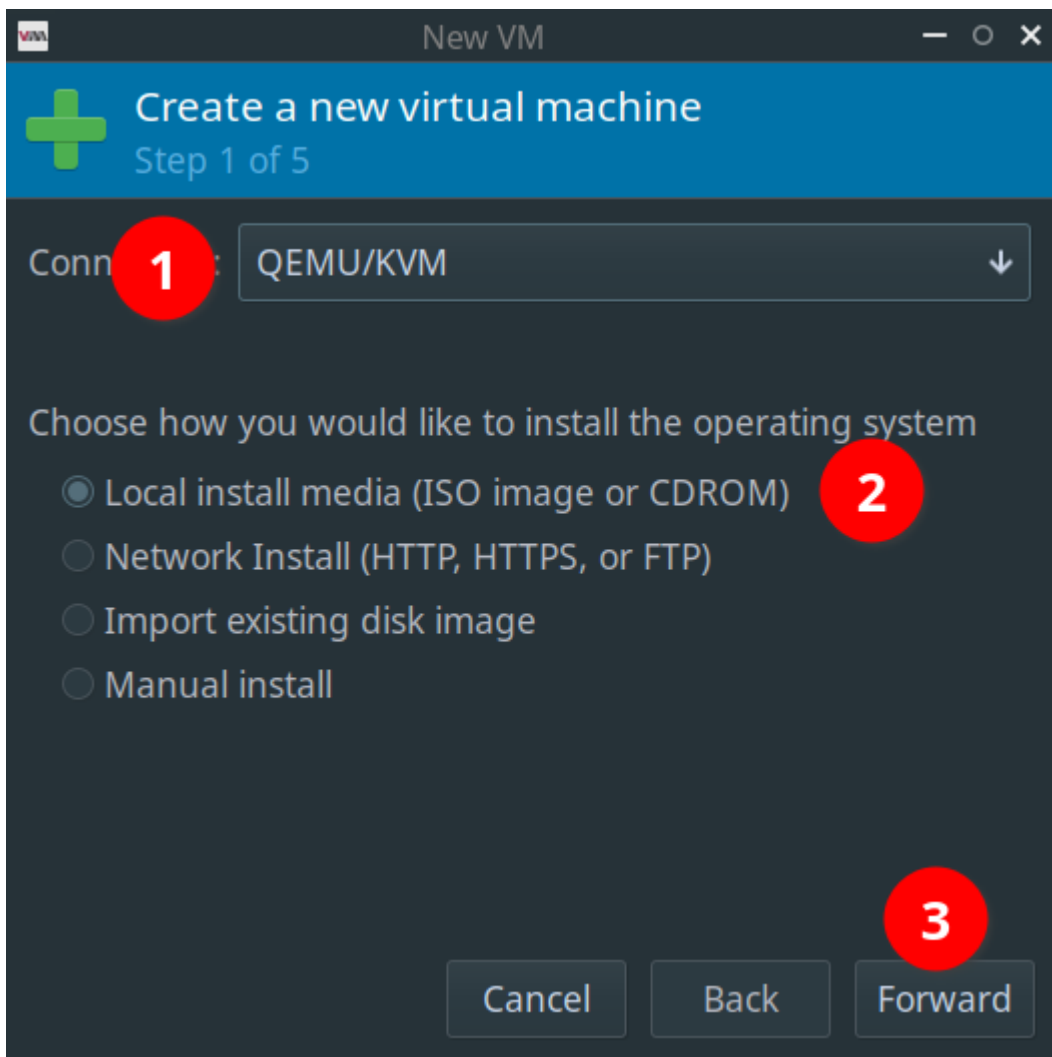 New VM
Create a new virtual machine
Step 1 of 5
Conn 1 : QEMU/KVM
Choose how you would like to install the operating system
Local install media (ISO image or CDROM) 2
Network Install (HTTP, HTTPS, or FTP)
Import existing disk image
Manual install
3
Cancel Back Forward